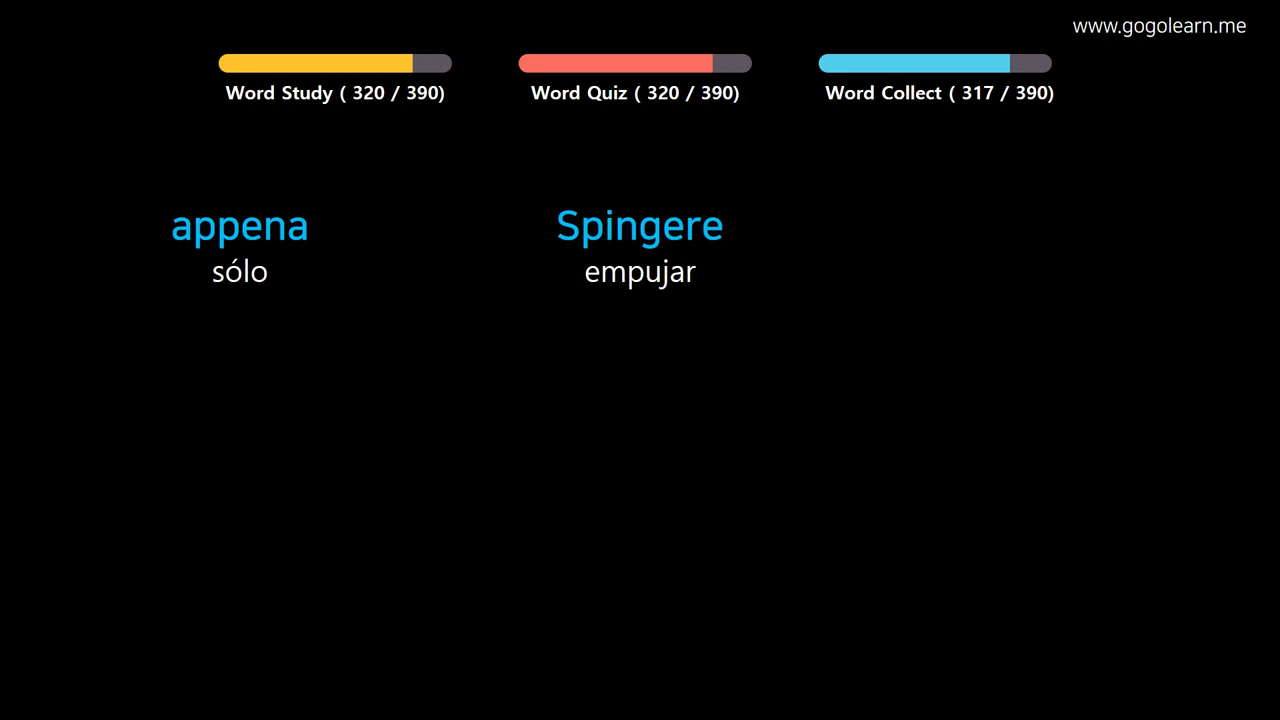 www.gogolearn.me
Word Study ( 320 / 390)
Word Quiz ( 320 / 390)
Word Collect ( 317 / 390)
appena
sólo
Spingere
empujar